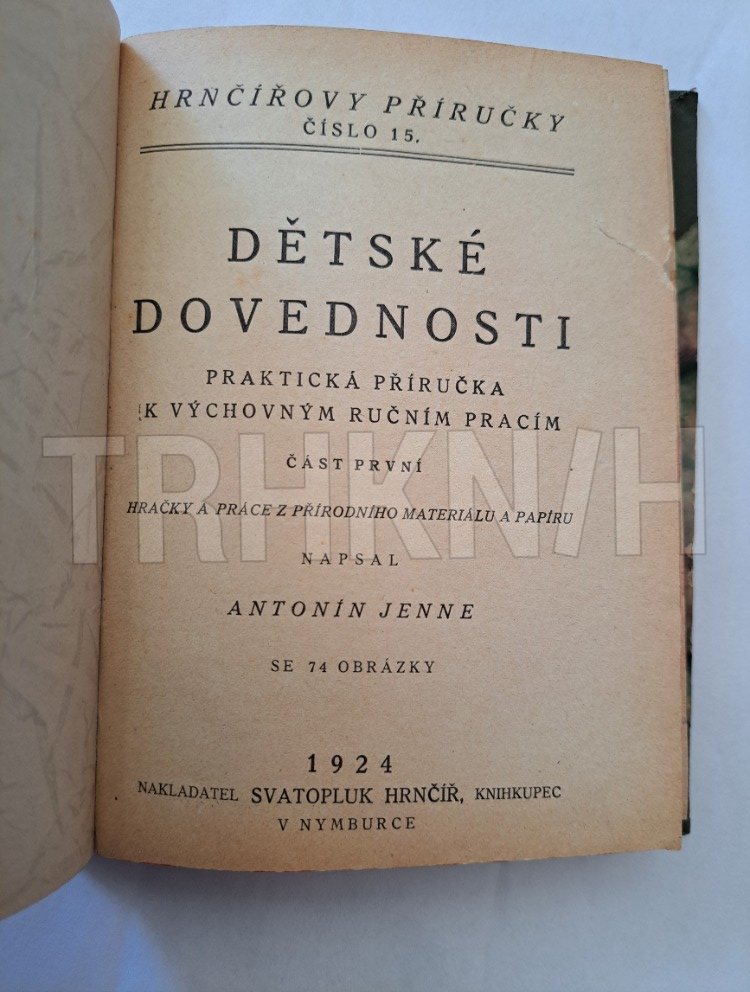 HRNČÍŘOVY PŘÍRUČKY
ČÍSLO 15.
DĚTSKÉ
DOVEDNOSTI
PRAKTICKÁ PŘÍRUČKA
K VÝCHOVNÝM RUČNÍM PRACÍM
ČÁST PRVNÍ
HRAČKY A PRÁCE Z PŘÍRODNÍHO MATERIÁLU A PAPÍRU
NAPSAL
ANTONÍN JENNE
SE 74 OBRÁZKY
1924
NAKLADATEL SVATOPLUK HRNČÍŘ, KNIHKUPEC
V NYMBURCE
TRHKN/H